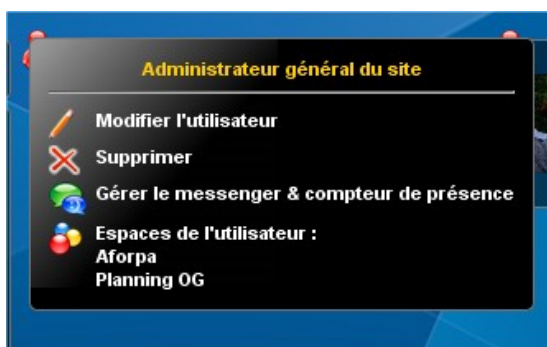 Administrateur général du site
Modifier l'utilisateur
Supprimer
Gérer le messenger & compteur de présence
Espaces de l'utilisateur :
Aforpa
Planning OG